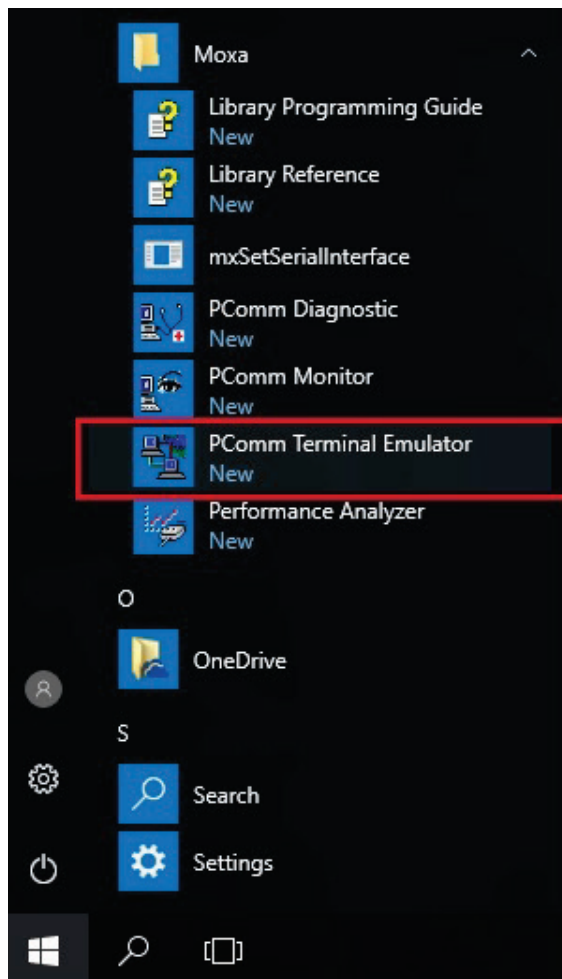 Moxa
Library Programming Guide
New
Library Reference
New
mxSetSerialInterface
PComm Diagnostic
New
PComm Monitor
New
PComm Terminal Emulator
New
Performance Analyzer
New
O
OneDrive
S
Search
Settings